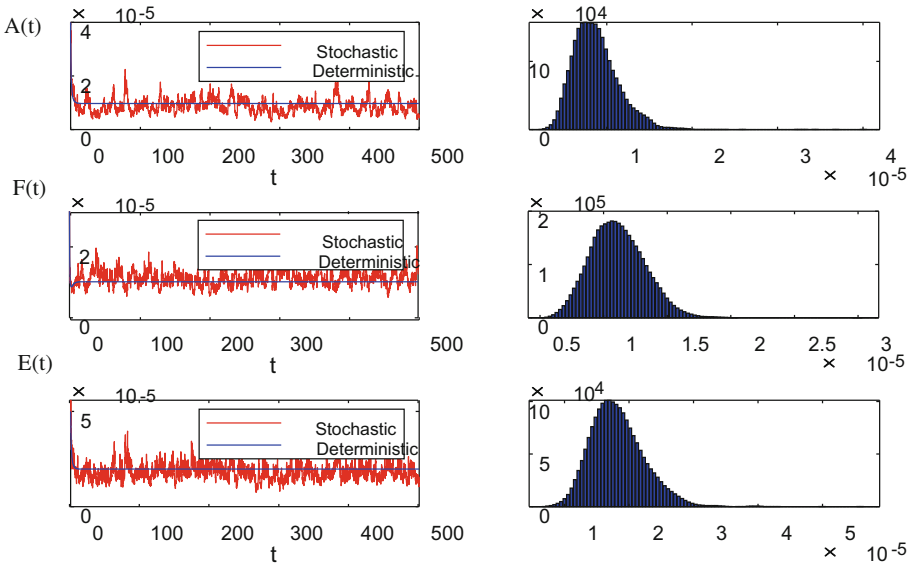 A(t)
× 10-5
4
2
0
Stochastic
Deterministic
0 100 200 300 400 500
t
× 104
10
0
1 2 3 4
× 10-5
F(t)
× 10-5
2
0
Stochastic
Deterministic
0 100 200 200 300 500
t
× 105
2
1
0
0.5 1 1.5 2 2.5 3
× 10-5
E(t)
× 10-5
5
0
Stochastic
Deterministic
0 100 200 300 400 500
t
× 104
10
5
0
1 2 3 4 5
× 10-5